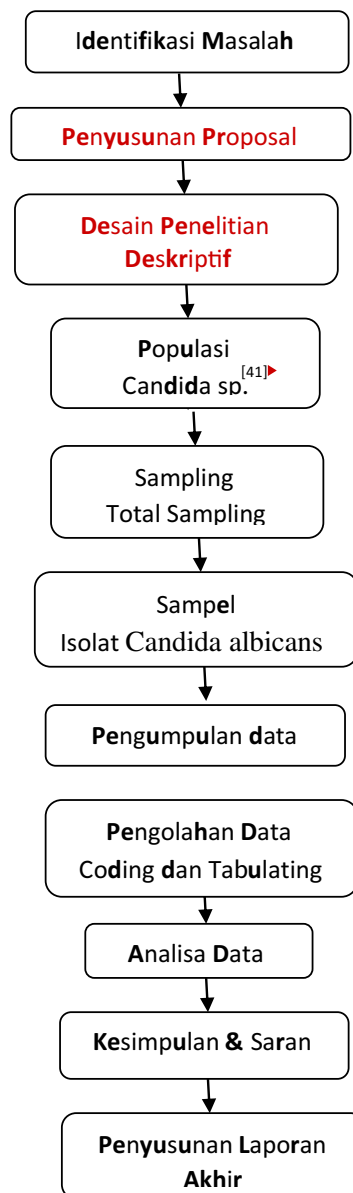 Identifikasi Masalah
Penyusunan Proposal
Desain Penelitian
Deskriptif
Populasi
Candida sp.[41]
Sampling
Total Sampling
Sampel
Isolat Candida albicans
Pengumpulan data
Pengolahan Data
Coding dan Tabulating
Analisa Data
Kesimpulan & Saran
Penyusunan Laporan
Akhir